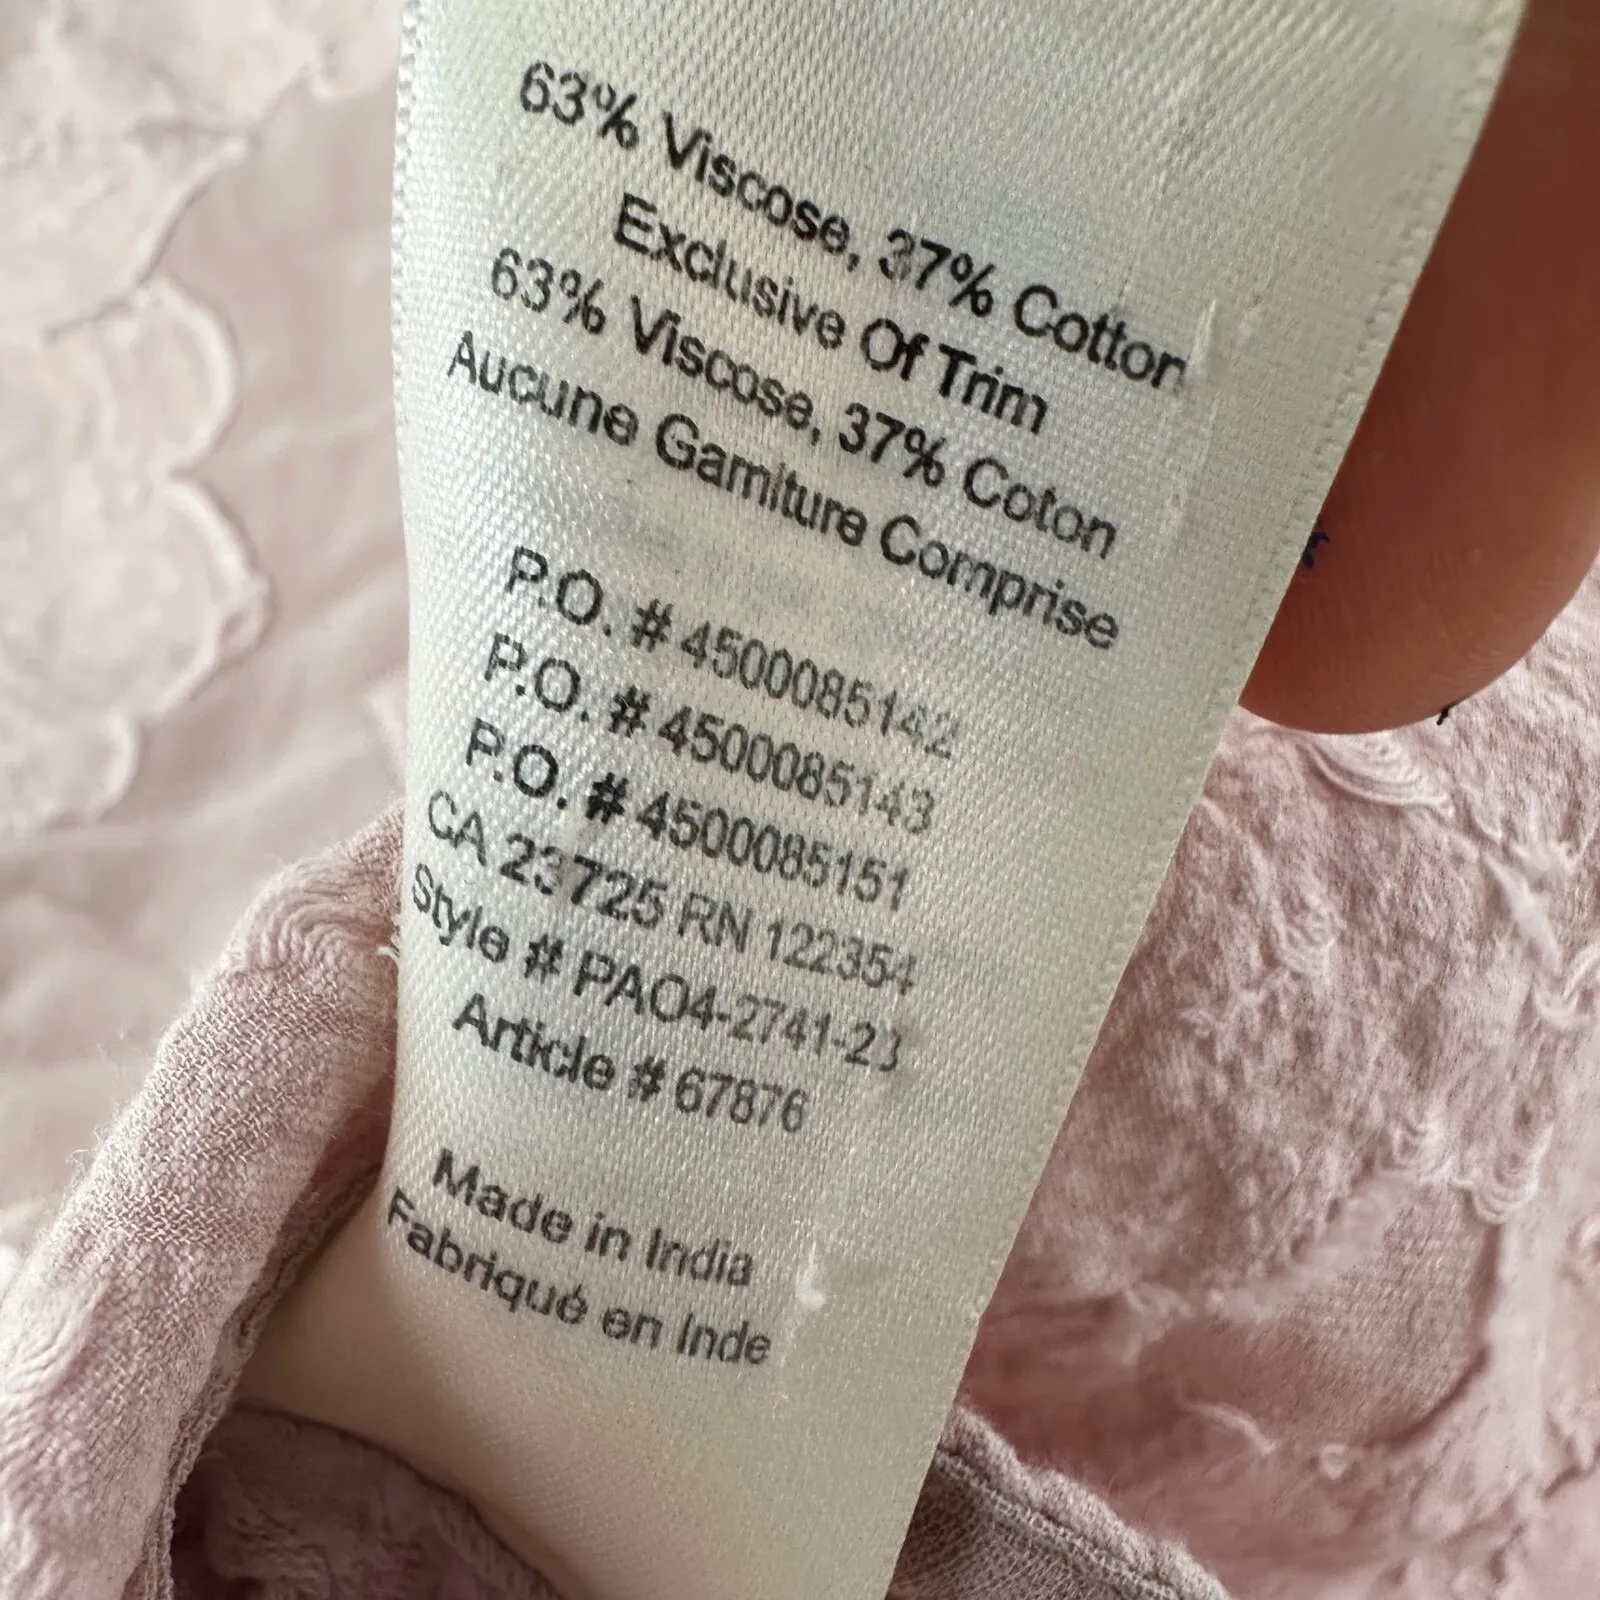 63% Viscose, 37% Cotton
Exclusive Of Trim
63% Viscose, 37% Coton
Aucune Garniture Comprise
P.O. # 4500085142
P.O. # 4500085143
P.O. # 4500085151
CA 23725 RN 122354
Style # PAO4-2741-23
Article # 67876
Made in India
Fabriqué en Inde